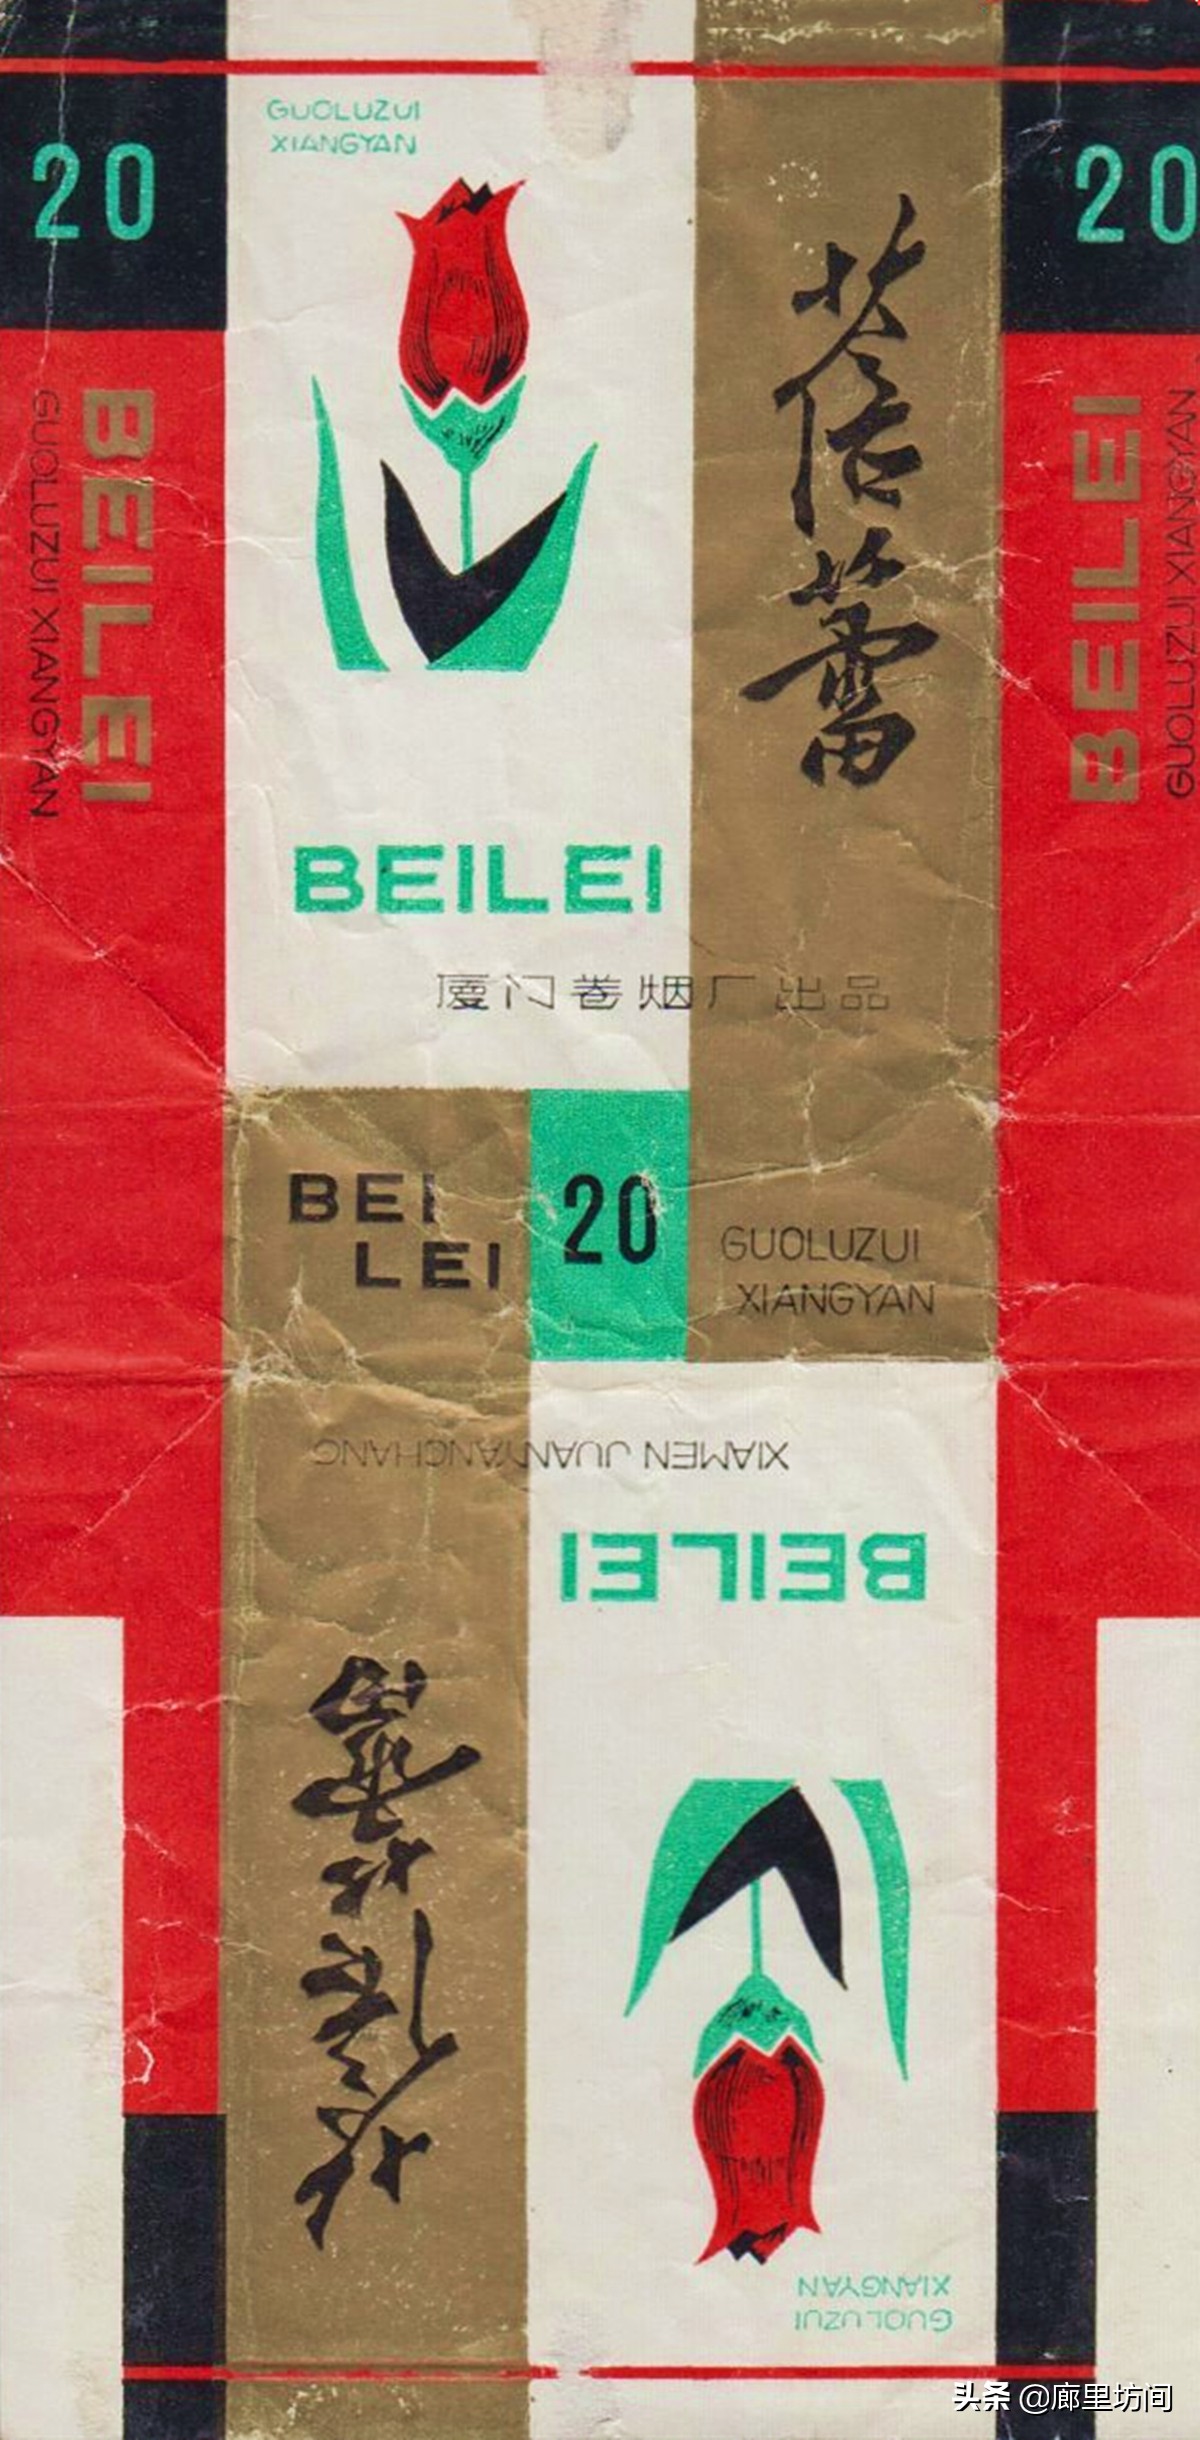 20
GUOLUZUI
XIANGYAN
20
BEILEI
GUOLUZUI XIANGYAN
蓓蕾
BEILEI
GUOLUZUI XIANGYAN
BEILEI
厦门卷烟厂出品
BEI
LEI
20
GUOLUZUI
XIANGYAN
XIAMEN JUANYANCHANG
BEILEI
蓓蕾
GUOLUZUI
XIANGYAN
头条 @廊里坊间